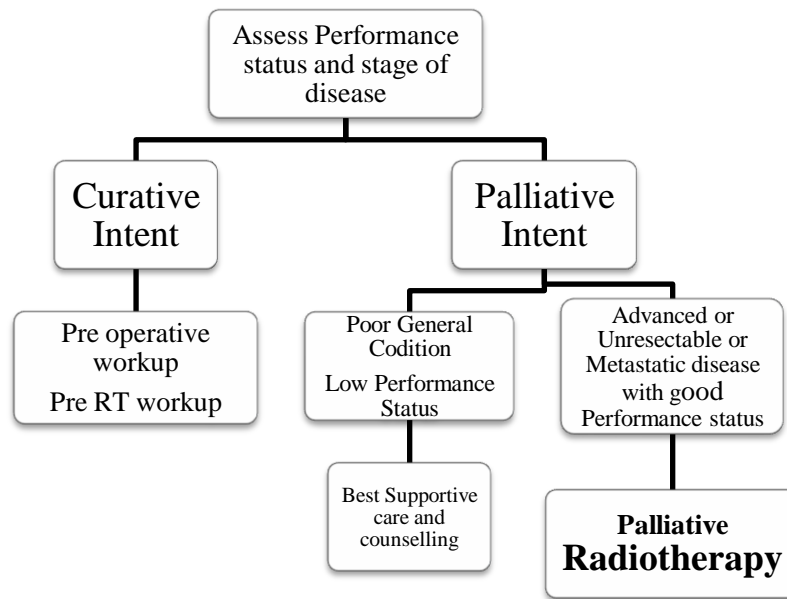 Assess Performance
status and stage of
disease
Curative
Intent
Palliative
Intent
Pre operative
workup
Pre RT workup
Poor General
Codition
Low Performance
Status
Advanced or
Unresectable or
Metastatic disease
with good
Performance status
Best Supportive
care and
counselling
Palliative
Radiotherapy